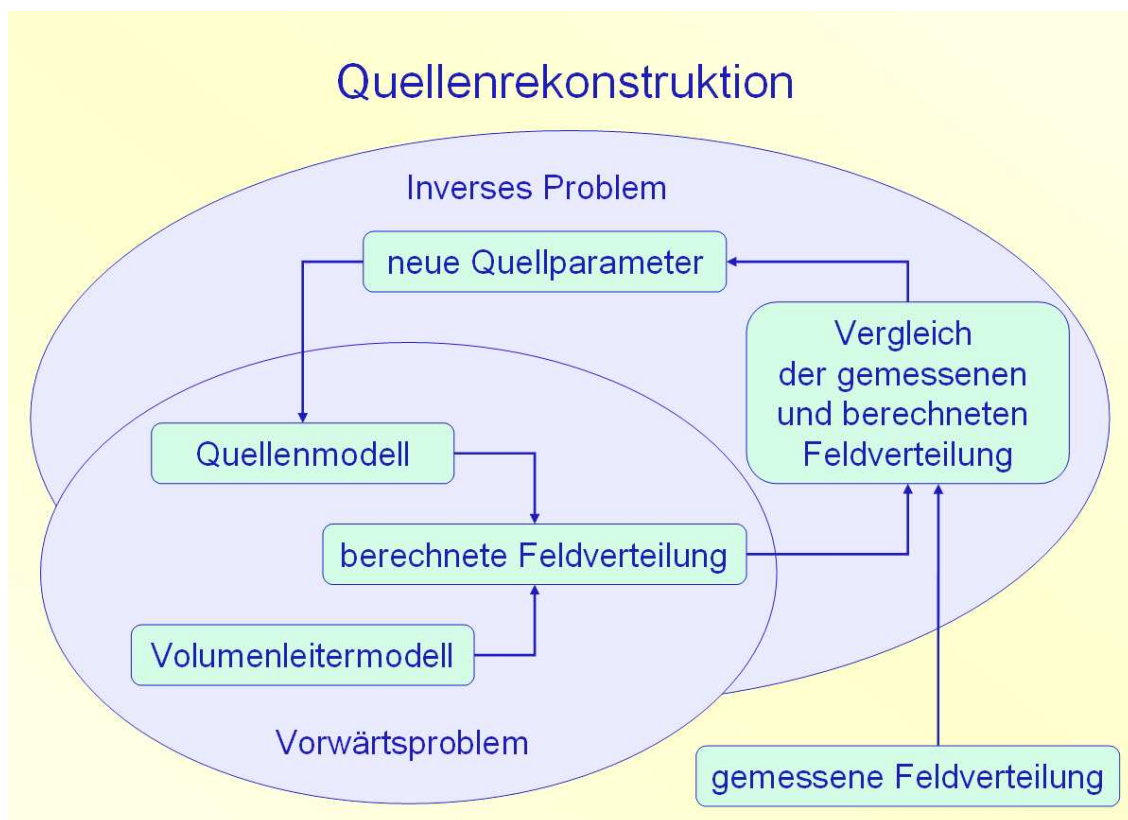 Quellenrekonstruktion
Inverses Problem
neue Quellparameter
Vergleich
der gemessenen
und berechneten
Feldverteilung
Quellenmodell
berechnete Feldverteilung
Volumenleitermodell
Vorwärtsproblem
gemessene Feldverteilung